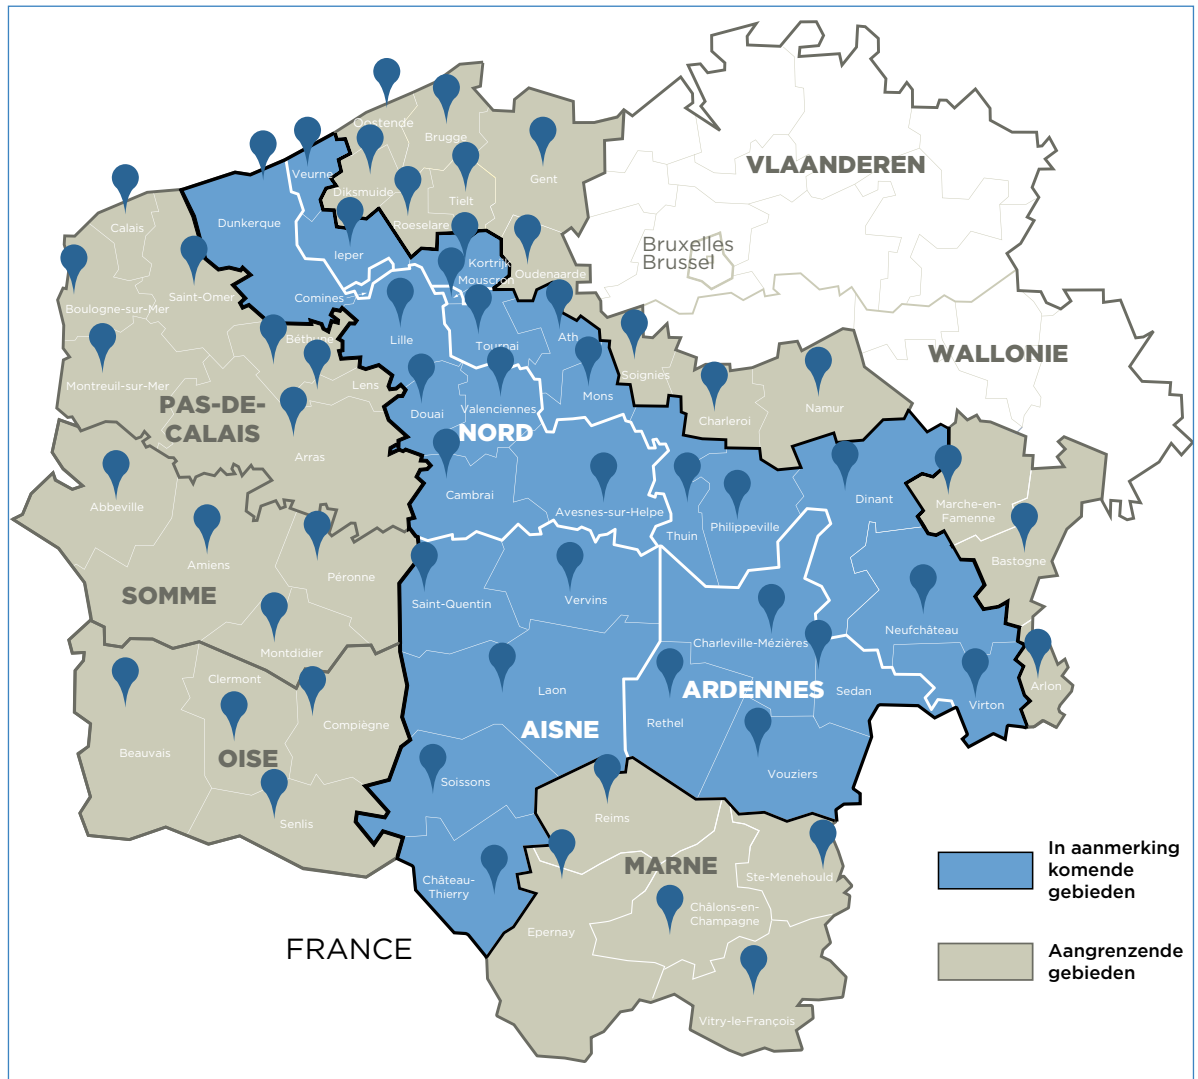 Oostende
Brugge
VLAANDEREN
Veurne
Gent
Diksmuide
Tielt
Dunkerque
Roeselare
Calais
Bruxelles
Brussel
Ieper
Kortrijk
Mouscron
Oudenaarde
Saint-Omer
Comines
Boulogne-sur-Mer
Béthune
Lille
Tournai
Ath
WALLONIE
Soignies
Montreuil-sur-Mer
Lens
PAS-DE-
CALAIS
Douai
Valenciennes
Mons
Charleroi
Namur
NORD
Arras
Cambrai
Dinant
Abbeville
Avesnes-sur-Helpe
Philippeville
Marche-en-
Famenne
Thuin
Amiens
Bastogne
Péronne
SOMME
Saint-Quentin
Vervins
Neufchâteau
Montdidier
Charleville-Mézières
Clermont
Laon
ARDENNES
Sedan
Arlon
Virton
Compiègne
Rethel
AISNE
Beauvais
OISE
Soissons
Vouziers
Senlis
Reims
In aanmerking
komende
gebieden
MARNE
Ste-Menehould
Château-
Thierry
Châlons-en-
Champagne
Epernay
FRANCE
Aangrenzende
gebieden
Vitry-le-François